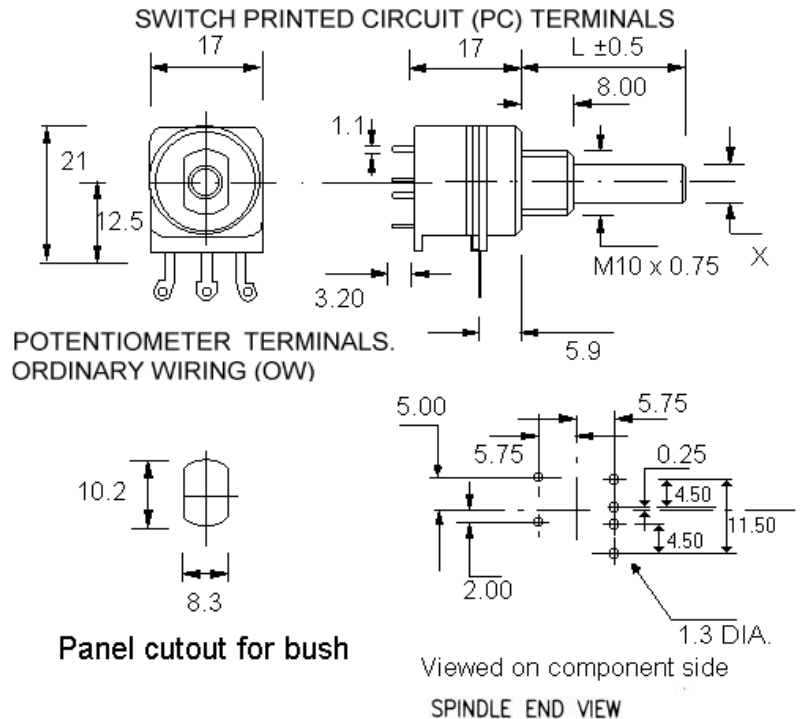 SWITCH PRINTED CIRCUIT (PC) TERMINALS
17
17
L ±0.5
8.00
1.1
21
12.5
M10 x 0.75
X
3.20
5.9
POTENTIOMETER TERMINALS.
ORDINARY WIRING (OW)
5.00
5.75
5.75
0.25
10.2
4.50
11.50
4.50
2.00
8.3
1.3 DIA.
Panel cutout for bush
Viewed on component side
SPINDLE END VIEW